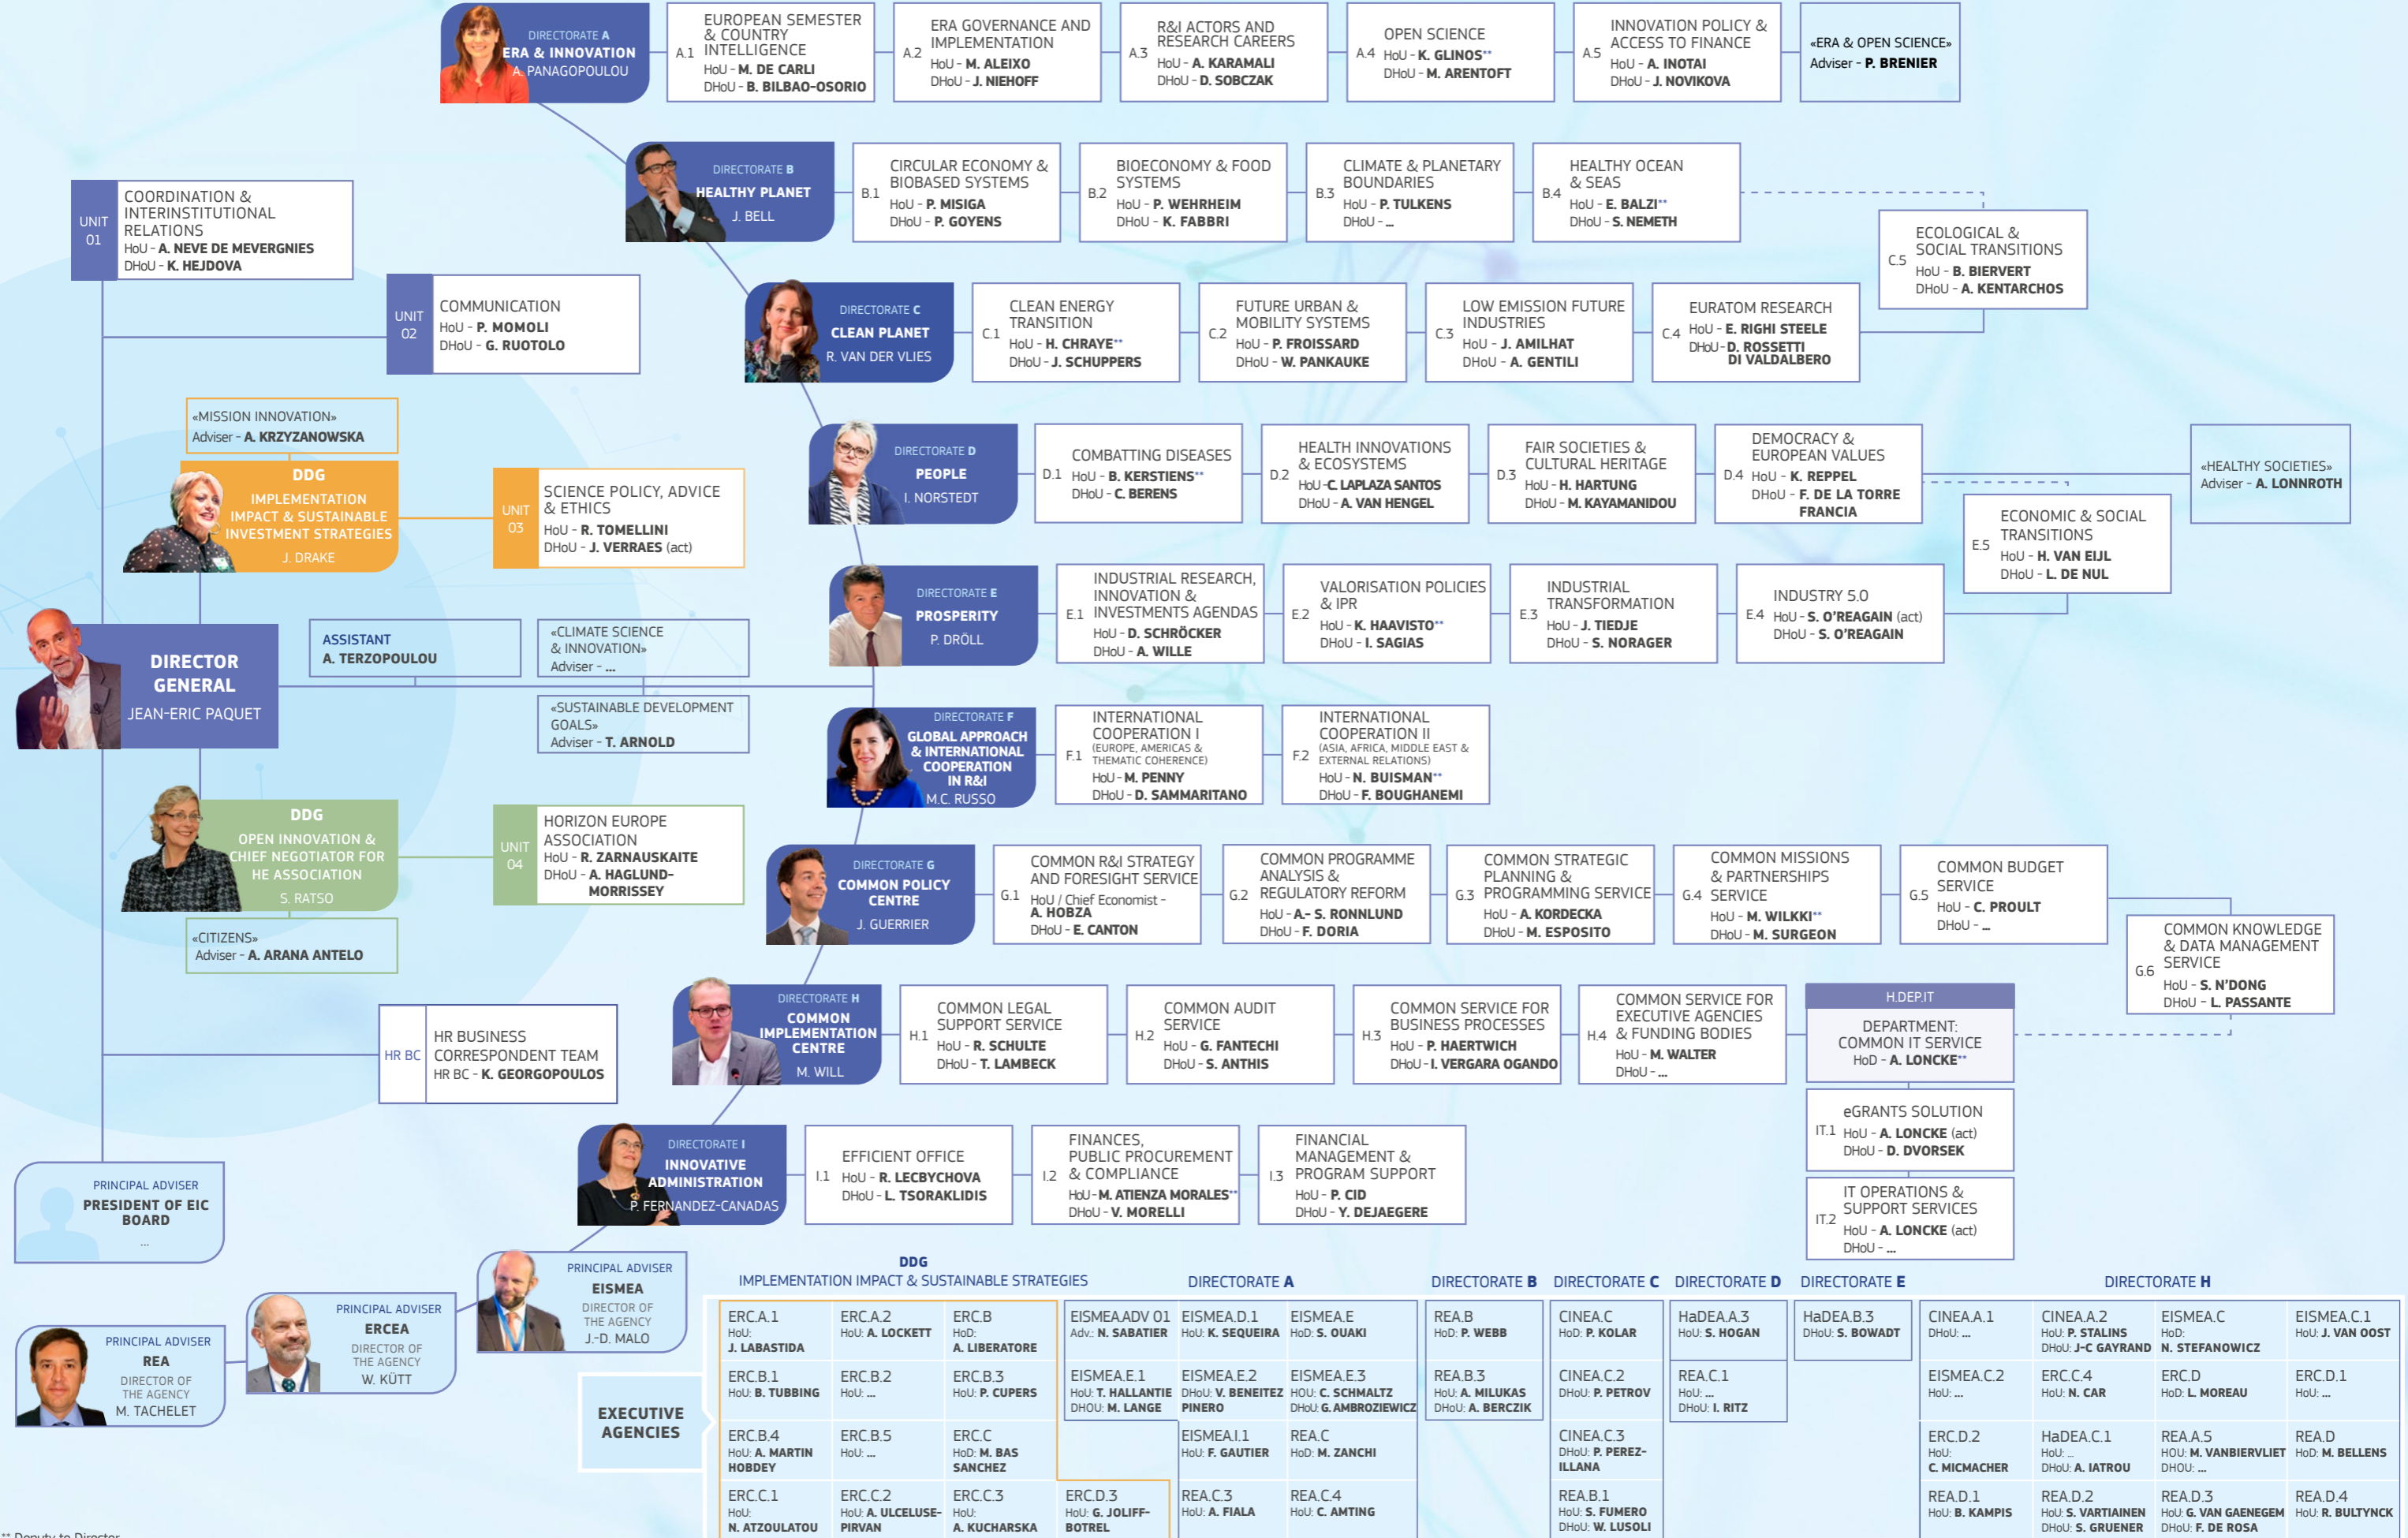 DIRECTORATE A
ERA & INNOVATION
A. PANAGOPOULOU
A.1
EUROPEAN SEMESTER
& COUNTRY
INTELLIGENCE
HoU - M. DE CARLI
DHoU - B. BILBAO-OSORIO
A.2
ERA GOVERNANCE AND
IMPLEMENTATION
HoU - M. ALEIXO
DHoU - J. NIEHOFF
A.3
R&I ACTORS AND
RESEARCH CAREERS
HoU - A. KARAMALI
DHoU - D. SOBCZAK
A.4
OPEN SCIENCE
HoU - K. GLINOS**
DHoU - M. ARENTOFT
A.5
INNOVATION POLICY &
ACCESS TO FINANCE
HoU - A. INOTAI
DHoU - J. NOVIKOVA
«ERA & OPEN SCIENCE»
Adviser - P. BRENIER
DIRECTORATE B
HEALTHY PLANET
J. BELL
B.1
CIRCULAR ECONOMY &
BIOBASED SYSTEMS
HoU - P. MISIGA
DHoU - P. GOYENS
B.2
BIOECONOMY & FOOD
SYSTEMS
HoU - P. WEHRHEIM
DHoU - K. FABBRI
B.3
CLIMATE & PLANETARY
BOUNDARIES
HoU - P. TULKENS
DHoU - ...
B.4
HEALTHY OCEAN
& SEAS
HoU - E. BALZI**
DHoU - S. NEMETH
UNIT
01
COORDINATION &
INTERINSTITUTIONAL
RELATIONS
HoU - A. NEVE DE MEVERGNIES
DHoU - K. HEJDOVA
UNIT
02
COMMUNICATION
HoU - P. MOMOLI
DHoU - G. RUOTOLO
DIRECTORATE C
CLEAN PLANET
R. VAN DER VLIES
C.1
CLEAN ENERGY
TRANSITION
HoU - H. CHRAYE**
DHoU - J. SCHUPPERS
C.2
FUTURE URBAN &
MOBILITY SYSTEMS
HoU - P. FROISSARD
DHoU - W. PANKAUKE
C.3
LOW EMISSION FUTURE
INDUSTRIES
HoU - J. AMILHAT
DHoU - A. GENTILI
C.4
EURATOM RESEARCH
HoU - E. RIGHI STEELE
DHoU - D. ROSSETTI
DI VALDALBERO
C.5
ECOLOGICAL &
SOCIAL TRANSITIONS
HoU - B. BIERVERT
DHoU - A. KENTARCHOS
«MISSION INNOVATION»
Adviser - A. KRZYZANOWSKA
DDG
IMPLEMENTATION
IMPACT & SUSTAINABLE
INVESTMENT STRATEGIES
J. DRAKE
UNIT
03
SCIENCE POLICY, ADVICE
& ETHICS
HoU - R. TOMELLINI
DHoU - J. VERRAES (act)
DIRECTORATE D
PEOPLE
I. NORSTEDT
D.1
COMBATTING DISEASES
HoU - B. KERSTIENS**
DHoU - C. BERENS
D.2
HEALTH INNOVATIONS
& ECOSYSTEMS
HoU -C. LAPLAZA SANTOS
DHoU - A. VAN HENGEL
D.3
FAIR SOCIETIES &
CULTURAL HERITAGE
HoU - H. HARTUNG
DHoU - M. KAYAMANIDOU
D.4
DEMOCRACY &
EUROPEAN VALUES
HoU - K. REPPEL
DHoU - F. DE LA TORRE
FRANCIA
«HEALTHY SOCIETIES»
Adviser - A. LONNROTH
DIRECTORATE E
PROSPERITY
P. DRÖLL
E.1
INDUSTRIAL RESEARCH,
INNOVATION &
INVESTMENTS AGENDAS
HoU - D. SCHRÖCKER
DHoU - A. WILLE
E.2
VALORISATION POLICIES
& IPR
HoU - K. HAAVISTO**
DHoU - I. SAGIAS
E.3
INDUSTRIAL
TRANSFORMATION
HoU - J. TIEDJE
DHoU - S. NORAGER
E.4
INDUSTRY 5.0
HoU - S. O'REAGAIN (act)
DHoU - S. O'REAGAIN
E.5
ECONOMIC & SOCIAL
TRANSITIONS
HoU - H. VAN EIJL
DHoU - L. DE NUL
DIRECTOR
GENERAL
JEAN-ERIC PAQUET
ASSISTANT
A. TERZOPOULOU
«CLIMATE SCIENCE
& INNOVATION»
Adviser - ...
«SUSTAINABLE DEVELOPMENT
GOALS»
Adviser - T. ARNOLD
DIRECTORATE F
GLOBAL APPROACH
& INTERNATIONAL
COOPERATION
IN R&I
M.C. RUSSO
F.1
INTERNATIONAL
COOPERATION I
(EUROPE, AMERICAS &
THEMATIC COHERENCE)
HoU - M. PENNY
DHoU - D. SAMMARITANO
F.2
INTERNATIONAL
COOPERATION II
(ASIA, AFRICA, MIDDLE EAST &
EXTERNAL RELATIONS)
HoU - N. BUISMAN**
DHoU - F. BOUGHANEMI
DDG
OPEN INNOVATION &
CHIEF NEGOTIATOR FOR
HE ASSOCIATION
S. RATSO
UNIT
04
HORIZON EUROPE
ASSOCIATION
HoU - R. ZARNAUSKAITE
DHoU - A. HAGLUND-
MORRISSEY
«CITIZENS»
Adviser - A. ARANA ANTELO
DIRECTORATE G
COMMON POLICY
CENTRE
J. GUERRIER
G.1
COMMON R&I STRATEGY
AND FORESIGHT SERVICE
HoU / Chief Economist -
A. HOBZA
DHoU - E. CANTON
G.2
COMMON PROGRAMME
ANALYSIS &
REGULATORY REFORM
HoU - A.- S. RONNLUND
DHoU - F. DORIA
G.3
COMMON STRATEGIC
PLANNING &
PROGRAMMING SERVICE
HoU - A. KORDECKA
DHoU - M. ESPOSITO
G.4
COMMON MISSIONS
& PARTNERSHIPS
SERVICE
HoU - M. WILKKI**
DHoU - M. SURGEON
G.5
COMMON BUDGET
SERVICE
HoU - C. PROULT
DHoU - ...
G.6
COMMON KNOWLEDGE
& DATA MANAGEMENT
SERVICE
HoU - S. N'DONG
DHoU - L. PASSANTE
HR BC
HR BUSINESS
CORRESPONDENT TEAM
HR BC - K. GEORGOPOULOS
DIRECTORATE H
COMMON
IMPLEMENTATION
CENTRE
M. WILL
H.1
COMMON LEGAL
SUPPORT SERVICE
HoU - R. SCHULTE
DHoU - T. LAMBECK
H.2
COMMON AUDIT
SERVICE
HoU - G. FANTECHI
DHoU - S. ANTHIS
H.3
COMMON SERVICE FOR
BUSINESS PROCESSES
HoU - P. HAERTWICH
DHoU - I. VERGARA OGANDO
H.4
COMMON SERVICE FOR
EXECUTIVE AGENCIES
& FUNDING BODIES
HoU - M. WALTER
DHoU - ...
H.DEP.IT
DEPARTMENT:
COMMON IT SERVICE
HoD - A. LONCKE**
IT.1
eGRANTS SOLUTION
HoU - A. LONCKE (act)
DHoU - D. DVORSEK
IT.2
IT OPERATIONS &
SUPPORT SERVICES
HoU - A. LONCKE (act)
DHoU - ...
DIRECTORATE I
INNOVATIVE
ADMINISTRATION
P. FERNANDEZ-CANADAS
I.1
EFFICIENT OFFICE
HoU - R. LECBYCHOVA
DHoU - L. TSORAKLIDIS
I.2
FINANCES,
PUBLIC PROCUREMENT
& COMPLIANCE
HoU - M. ATIENZA MORALES**
DHoU - V. MORELLI
I.3
FINANCIAL
MANAGEMENT &
PROGRAM SUPPORT
HoU - P. CID
DHoU - Y. DEJAEGERE
PRINCIPAL ADVISER
PRESIDENT OF EIC
BOARD
...
PRINCIPAL ADVISER
EISMEA
DIRECTOR OF
THE AGENCY
J.-D. MALO
PRINCIPAL ADVISER
ERCEA
DIRECTOR OF
THE AGENCY
W. KÜTT
PRINCIPAL ADVISER
REA
DIRECTOR OF
THE AGENCY
M. TACHELET
EXECUTIVE
AGENCIES
DDG
IMPLEMENTATION IMPACT & SUSTAINABLE STRATEGIES
DIRECTORATE A
DIRECTORATE B
DIRECTORATE C
DIRECTORATE D
DIRECTORATE E
DIRECTORATE H
ERC.A.1
HoU:
J. LABASTIDA
ERC.A.2
HoU: A. LOCKETT
ERC.B
HoD:
A. LIBERATORE
EISMEA.ADV 01
Adv.: N. SABATIER
EISMEA.D.1
HoU: K. SEQUEIRA
EISMEA.E
HoD: S. OUAKI
REA.B
HoD: P. WEBB
CINEA.C
HoD: P. KOLAR
HaDEA.A.3
HoU: S. HOGAN
HaDEA.B.3
DHoU: S. BOWADT
CINEA.A.1
DHoU: ...
CINEA.A.2
HoU: P. STALINS
DHoU: J-C GAYRAND
EISMEA.C
HoD:
N. STEFANOWICZ
EISMEA.C.1
HoU: J. VAN OOST
ERC.B.1
HoU: B. TUBBING
ERC.B.2
HoU: ...
ERC.B.3
HoU: P. CUPERS
EISMEA.E.1
HoU: T. HALLANTIE
DHOU: M. LANGE
EISMEA.E.2
DHoU: V. BENEITEZ
PINERO
EISMEA.E.3
HOU: C. SCHMALTZ
DHoU: G. AMBROZIEWICZ
REA.B.3
HoU: A. MILUKAS
DHoU: A. BERCZIK
CINEA.C.2
DHoU: P. PETROV
REA.C.1
HoU: ...
DHoU: I. RITZ
EISMEA.C.2
HoU: ...
ERC.C.4
HoU: N. CAR
ERC.D
HoD: L. MOREAU
ERC.D.1
HoU: ...
ERC.B.4
HoU: A. MARTIN
HOBDEY
ERC.B.5
HoU: ...
ERC.C
HoD: M. BAS
SANCHEZ
EISMEA.I.1
HoU: F. GAUTIER
REA.C
HoD: M. ZANCHI
CINEA.C.3
DHoU: P. PEREZ-
ILLANA
ERC.D.2
HoU:
C. MICMACHER
HaDEA.C.1
HoU: ...
DHoU: A. IATROU
REA.A.5
HOU: M. VANBIERVLIET
DHOU: ...
REA.D
HoD: M. BELLENS
ERC.C.1
HoU:
N. ATZOULATOU
ERC.C.2
HoU: A. ULCELUSE-
PIRVAN
ERC.C.3
HoU:
A. KUCHARSKA
ERC.D.3
HoU: G. JOLIFF-
BOTREL
REA.C.3
HoU: A. FIALA
REA.C.4
HoU: C. AMTING
REA.B.1
HoU: S. FUMERO
DHoU: W. LUSOLI
REA.D.1
HoU: B. KAMPIS
REA.D.2
HoU: S. VARTIAINEN
DHoU: S. GRUENER
REA.D.3
HoU: G. VAN GAENEGEM
DHoU: F. DE ROSA
REA.D.4
HoU: R. BULTYNCK
** Deputy to Director